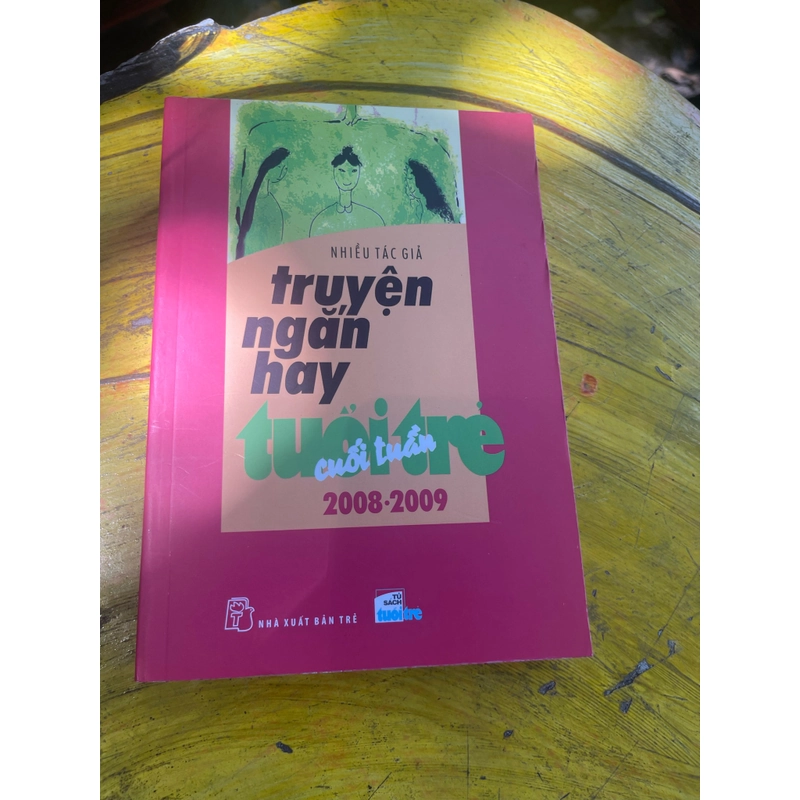 NHIỀU TÁC GIẢ
truyện
ngắn
hay
tuổi trẻ
cuối tuần
2008·2009
NHÀ XUẤT BẢN TRẺ
TỦ
SÁCH
tuổi trẻ